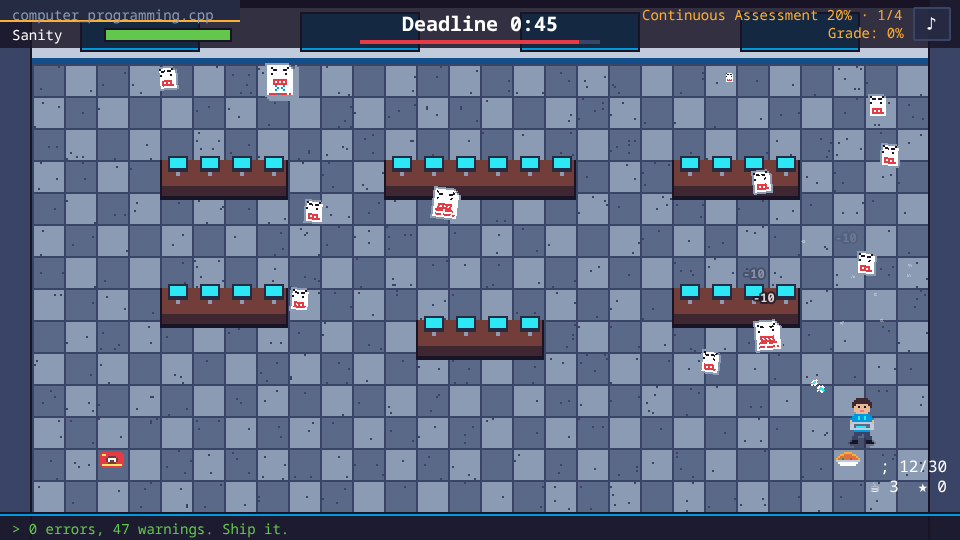 computer programming.cpp
Sanity
Deadline 0:45
Continuous Assessment 20% · 1/4
Grade: 0%
♪
-10
-10
-10
; 12/30
☕ 3 ★ 0
> 0 errors, 47 warnings. Ship it.